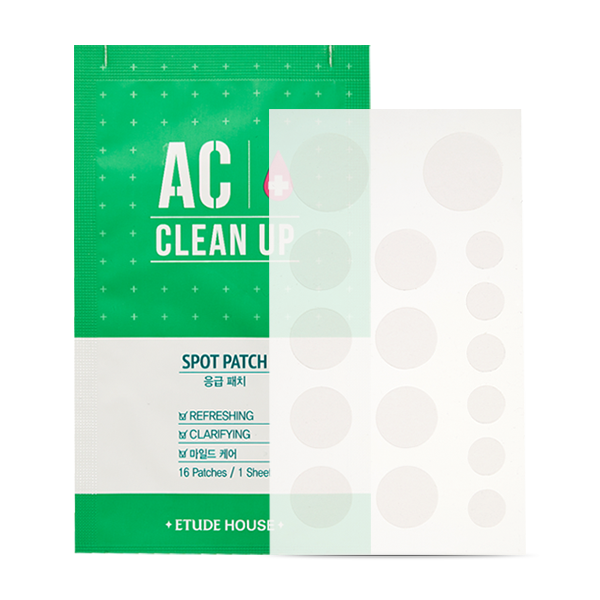 AC
CLEAN UP
SPOT PATCH
응급 패치
REFRESHING
CLARIFYING
마일드 케어
16 Patches / 1 Sheet
ETUDE HOUSE